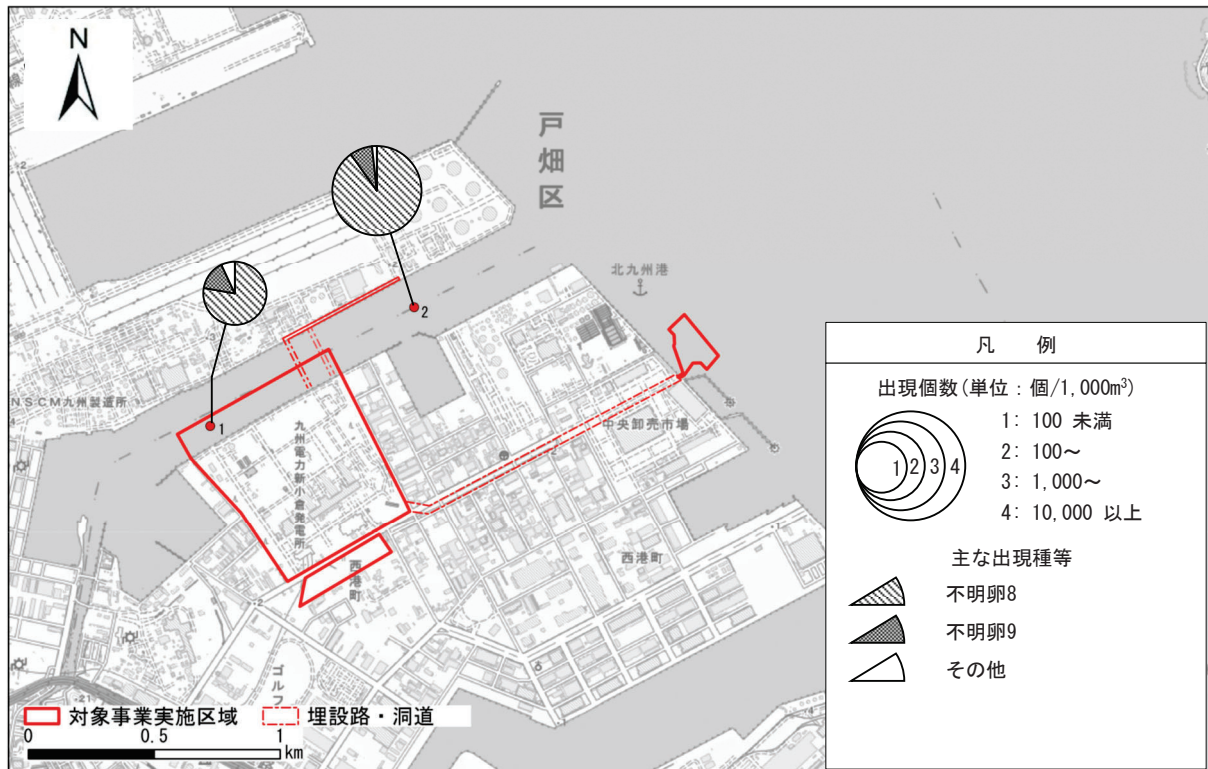 N
戸畑区
北九州港
2
NSCM九州製造所
1
九州電力新小倉発電所
中央卸売市場
西港町
西港町
ゴルフ
凡 例
出現個数(単位:個/1,000m³)
1: 100 未満
2: 100～
3: 1,000～
4: 10,000 以上
1 2 3 4
主な出現種等
不明卵8
不明卵9
その他
対象事業実施区域
埋設路・洞道
0 0.5 1
km